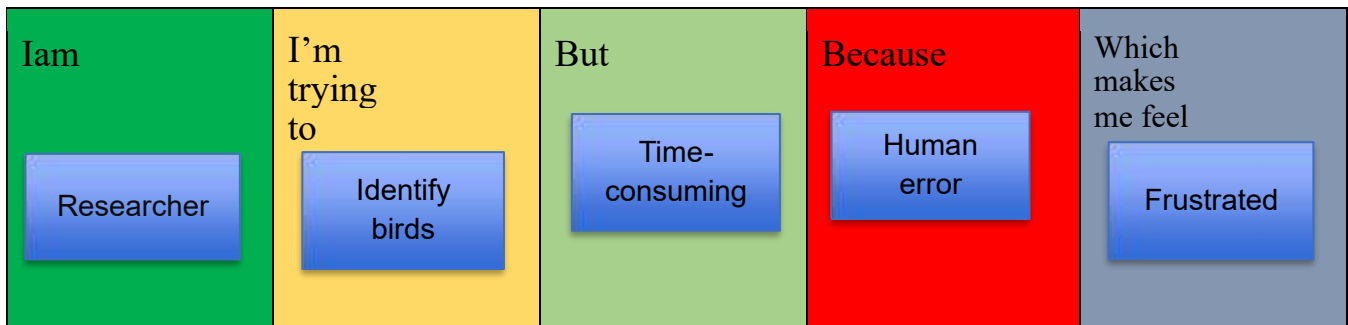 Iam
Researcher
I’m
trying
to
Identify
birds
But
Time-
consuming
Because
Human
error
Which
makes
me feel
Frustrated